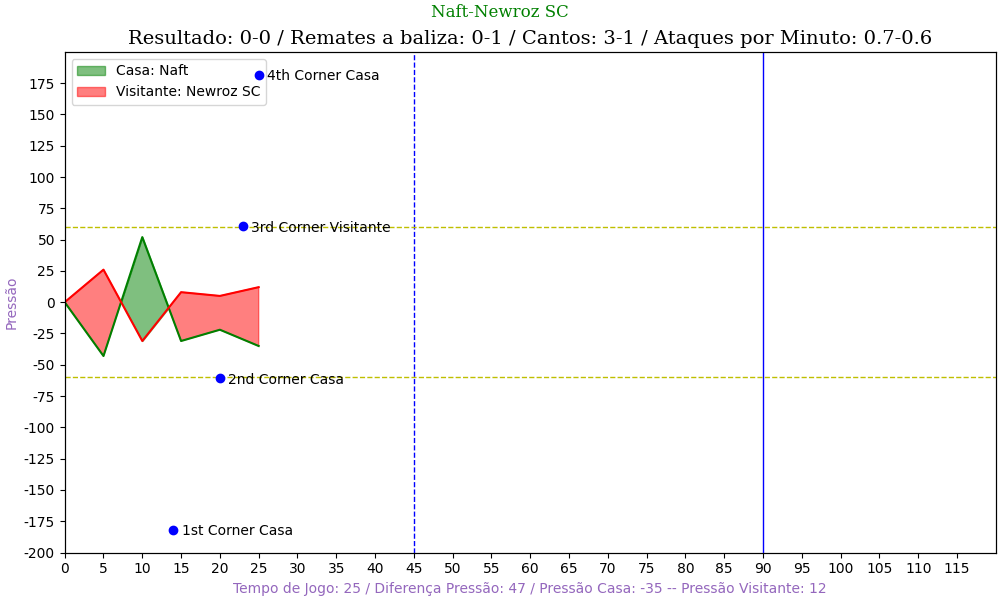 Naft-Newroz SC
Resultado: 0-0 / Remates a baliza: 0-1 / Cantos: 3-1 / Ataques por Minuto: 0.7-0.6
Casa: Naft
Visitante: Newroz SC
4th Corner Casa
3rd Corner Visitante
2nd Corner Casa
1st Corner Casa
Pressão
175
150
125
100
75
50
25
0
-25
-50
-75
-100
-125
-150
-175
-200
0 5 10 15 20 25 30 35 40 45 50 55 60 65 70 75 80 85 90 95 100 105 110 115
Tempo de Jogo: 25 / Diferença Pressão: 47 / Pressão Casa: -35 -- Pressão Visitante: 12